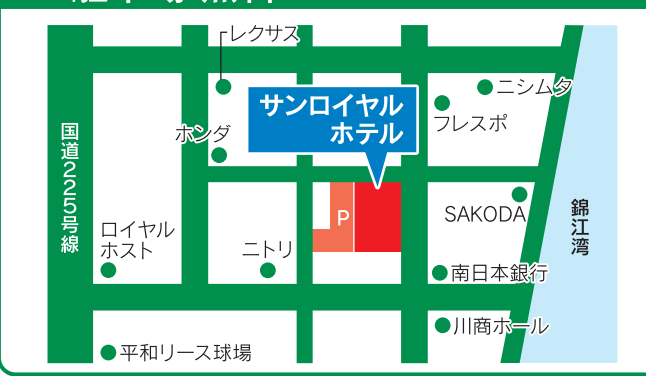 レクサス
ニシムタ
サンロイヤル
ホテル
フレスポ
ホンダ
国道225号線
P
SAKODA
錦江湾
ロイヤル
ホスト
ニトリ
南日本銀行
川商ホール
平和リース球場